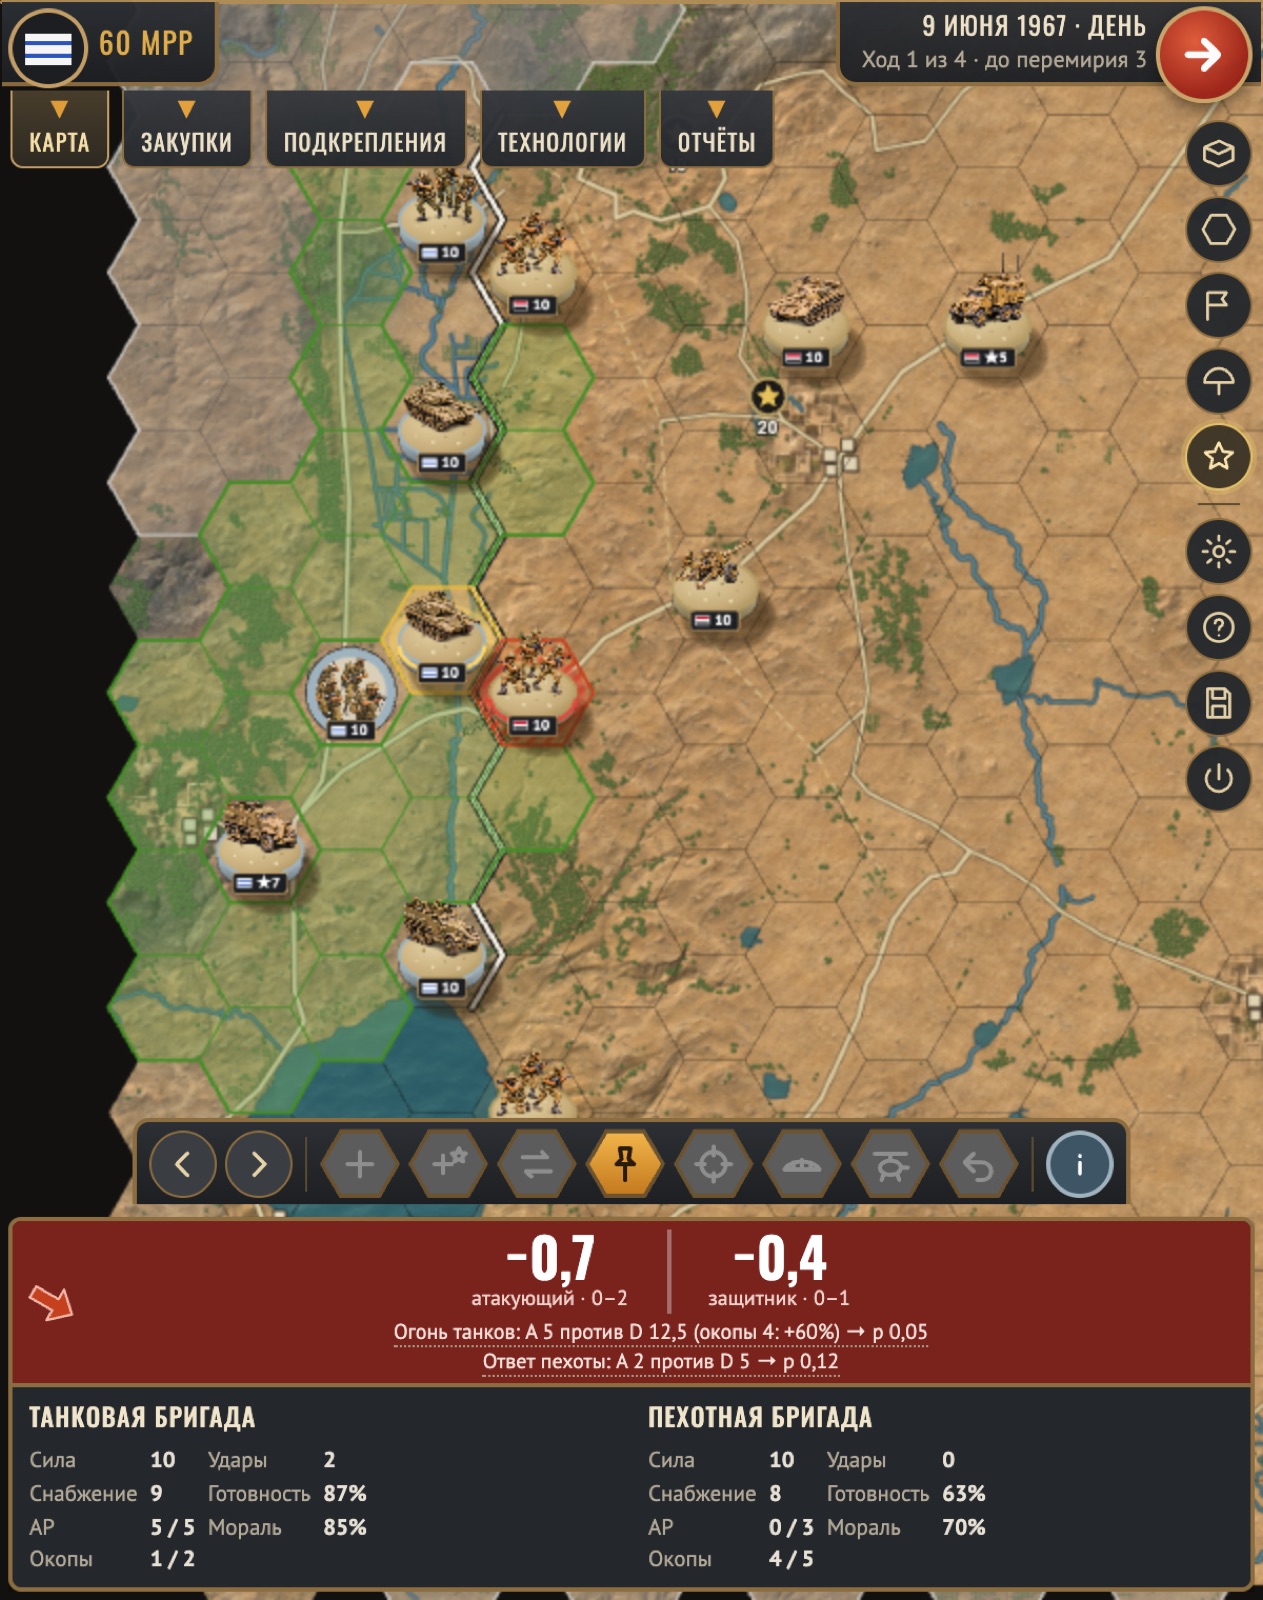 60 MPP
9 ИЮНЯ 1967 · ДЕНЬ
Ход 1 из 4 · до перемирия 3
КАРТА
ЗАКУПКИ
ПОДКРЕПЛЕНИЯ
ТЕХНОЛОГИИ
ОТЧЁТЫ
10
10
10
★5
20
10
10
10
10
10
★7
10
−0,7
атакующий · 0–2
−0,4
защитник · 0–1
Огонь танков: А 5 против D 12,5 (окопы 4: +60%) → p 0,05
Ответ пехоты: А 2 против D 5 → p 0,12
ТАНКОВАЯ БРИГАДА
Сила 10 Удары 2
Снабжение 9 Готовность 87%
АР 5 / 5 Мораль 85%
Окопы 1 / 2
ПЕХОТНАЯ БРИГАДА
Сила 10 Удары 0
Снабжение 8 Готовность 63%
АР 0 / 3 Мораль 70%
Окопы 4 / 5